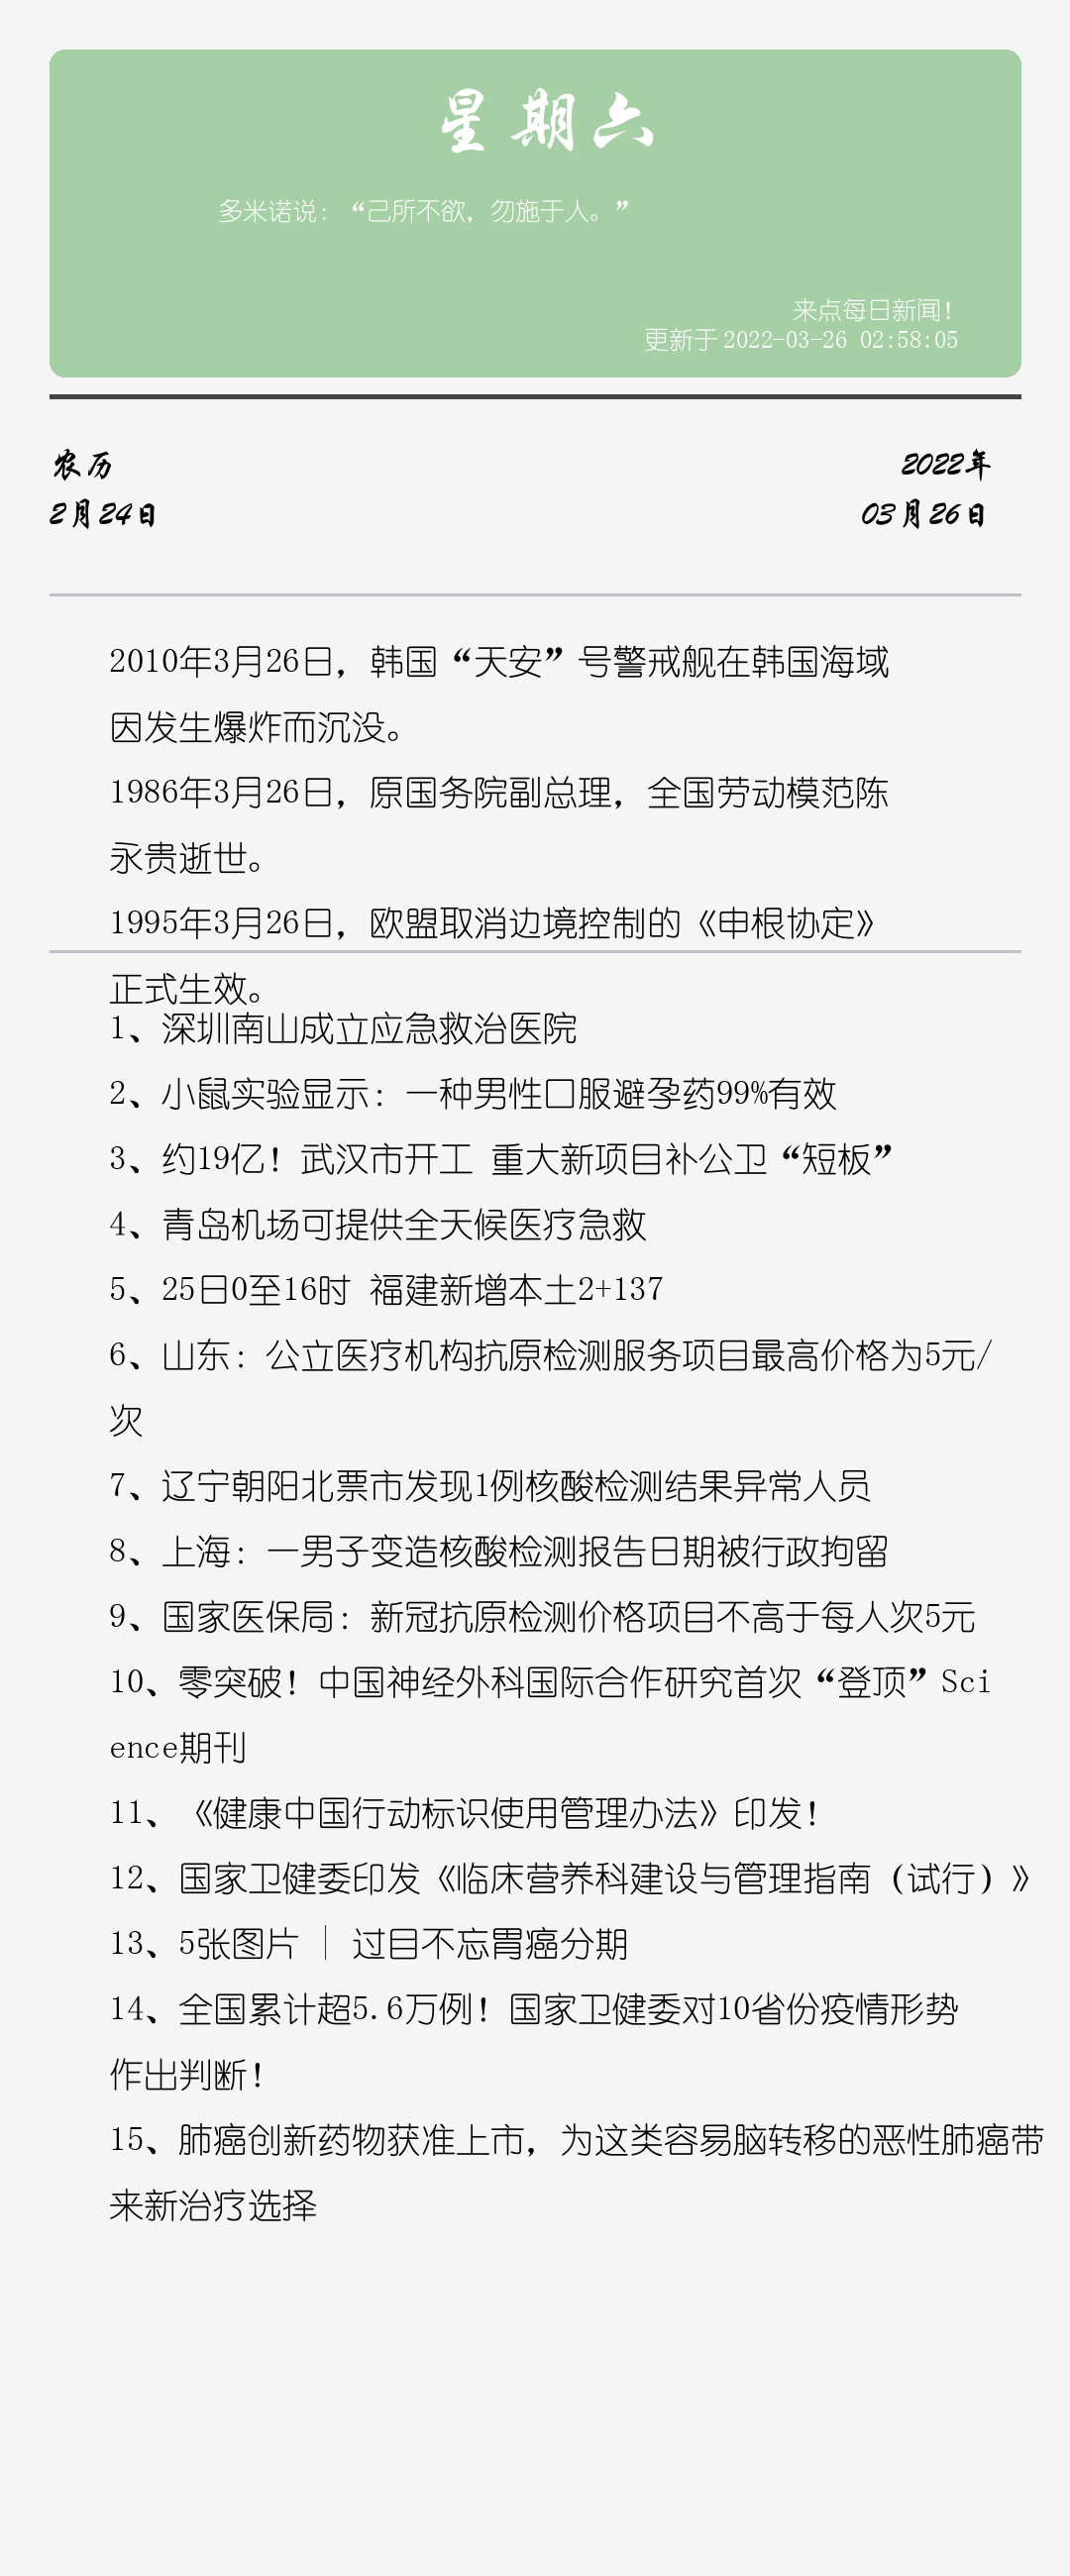 星期六
多米诺说：“己所不欲，勿施于人。”
来点每日新闻！
更新于 2022-03-26 02:58:05
农历
2022年
2月24日
03月26日
2010年3月26日，韩国“天安”号警戒舰在韩国海域
因发生爆炸而沉没。
1986年3月26日，原国务院副总理，全国劳动模范陈
永贵逝世。
1995年3月26日，欧盟取消边境控制的《申根协定》
正式生效。
1、深圳南山成立应急救治医院
2、小鼠实验显示：一种男性口服避孕药99%有效
3、约19亿！武汉市开工 重大新项目补公卫“短板”
4、青岛机场可提供全天候医疗急救
5、25日0至16时 福建新增本土2+137
6、山东：公立医疗机构抗原检测服务项目最高价格为5元/
次
7、辽宁朝阳北票市发现1例核酸检测结果异常人员
8、上海：一男子变造核酸检测报告日期被行政拘留
9、国家医保局：新冠抗原检测价格项目不高于每人次5元
10、零突破！中国神经外科国际合作研究首次“登顶”Sci
ence期刊
11、《健康中国行动标识使用管理办法》印发！
12、国家卫健委印发《临床营养科建设与管理指南（试行）》
13、5张图片 ｜ 过目不忘胃癌分期
14、全国累计超5.6万例！国家卫健委对10省份疫情形势
作出判断！
15、肺癌创新药物获准上市，为这类容易脑转移的恶性肺癌带
来新治疗选择